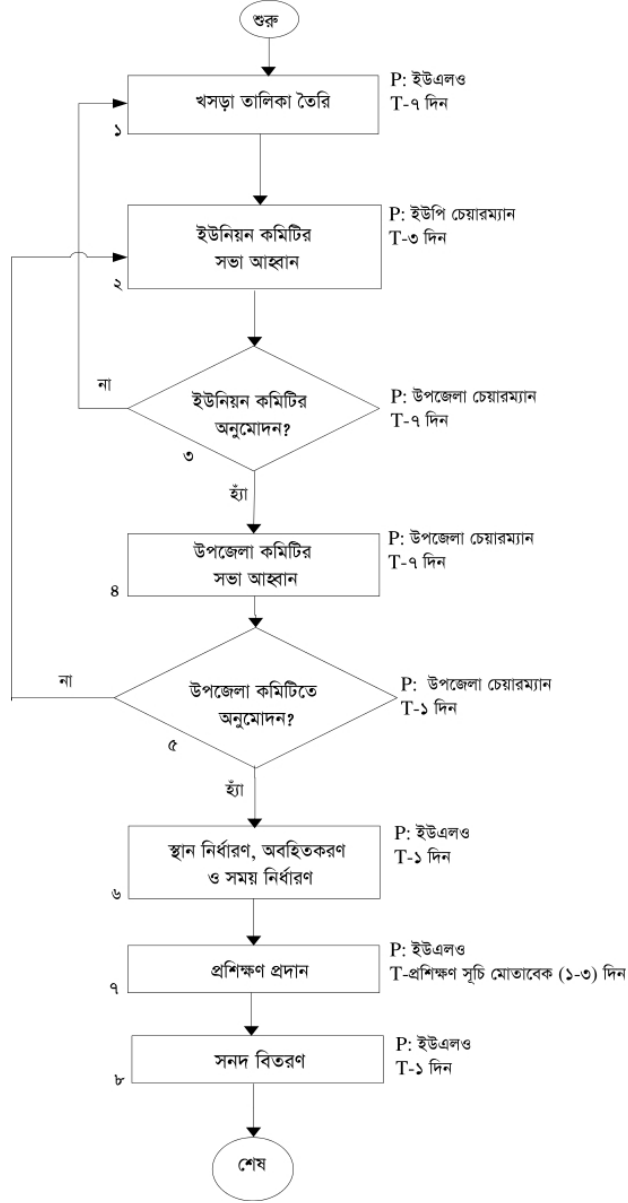 শুরু
খসড়া তালিকা তৈরি
১
P: ইউএলও
T-৭ দিন
ইউনিয়ন কমিটির
সভা আহ্বান
২
P: ইউপি চেয়ারম্যান
T-৩ দিন
না
ইউনিয়ন কমিটির
অনুমোদন?
৩
P: উপজেলা চেয়ারম্যান
T-৭ দিন
হ্যাঁ
উপজেলা কমিটির
সভা আহ্বান
৪
P: উপজেলা চেয়ারম্যান
T-৭ দিন
না
উপজেলা কমিটিতে
অনুমোদন?
৫
P: উপজেলা চেয়ারম্যান
T-১ দিন
হ্যাঁ
স্থান নির্ধারণ, অবহিতকরণ
ও সময় নির্ধারণ
৬
P: ইউএলও
T-১ দিন
প্রশিক্ষণ প্রদান
৭
P: ইউএলও
T-প্রশিক্ষণ সূচি মোতাবেক (১-৩) দিন
সনদ বিতরণ
৮
P: ইউএলও
T-১ দিন
শেষ